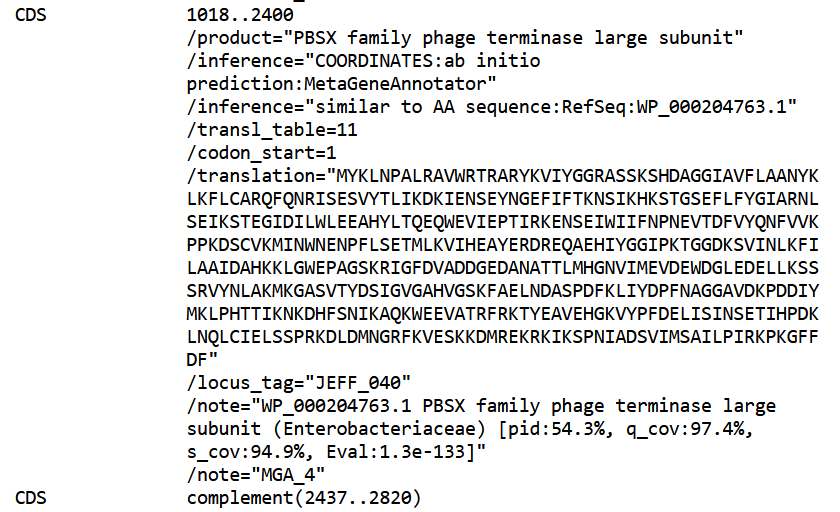 CDS 1018..2400
/product="PBSX family phage terminase large subunit"
/inference="COORDINATES:ab initio
prediction:MetaGeneAnnotator"
/inference="similar to AA sequence:RefSeq:WP_000204763.1"
/transl_table=11
/codon_start=1
/translation="MYKLNPALRAVWRTRARYKVIYGGRASSKSHDAGGIAVFLAANYK
LKFLCARQFQNRISESVYTLIKDKIENSEYNGEFIFTKNSIKHKSTGSEFLFYGIARNL
SEIKSTEGIDILWLEEAHYLTQEQWEVIEPTIRKENSEIWIIFNPNEVTDFVYQNFVVK
PPKDSCVKMINWNENPFLSETMLKVIHEAYERDREQAEHIYGGIPKTGGDKSVINLKFI
LAAIDAHKKLGWEPAGSKRIGFDVADDGEDANATTLMHGNVIMEVDEWDGLEDELLKSS
SRVYNLAKMKGASVTYDSIGVGAHVGSKFAELNDASPDFKLIYDPFNAGGAVDKPDDIY
MKLPHTTIKNKDHFSNIKAQKWEEVATRFRKTYEAVEHGKVYPFDELISINSETIHPDK
LNQLCIELSSPRKDLDMNGRFKVESKKDMREKRKIKSPNIADSVIMSAILPIRKPKGFF
DF"
/locus_tag="JEFF_040"
/note="WP_000204763.1 PBSX family phage terminase large
subunit (Enterobacteriaceae) [pid:54.3%, q_cov:97.4%,
s_cov:94.9%, Eval:1.3e-133]"
/note="MGA_4"
CDS complement(2437..2820)